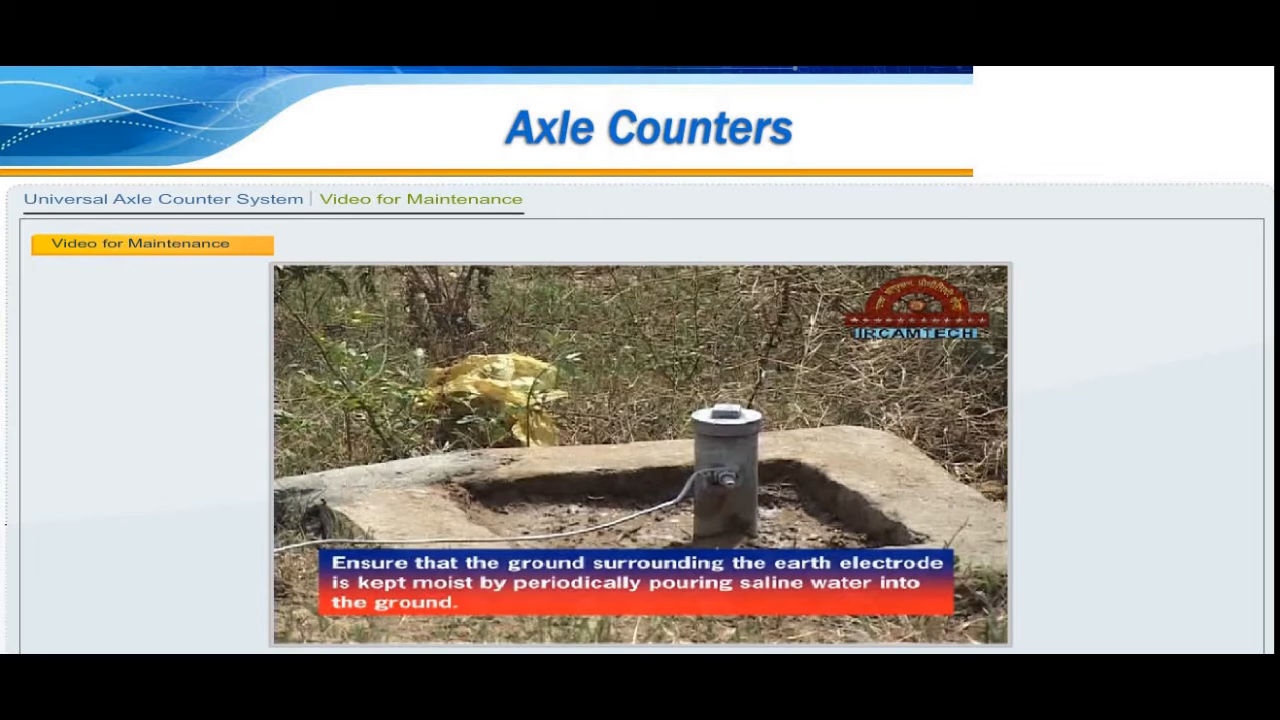 Axle Counters
Universal Axle Counter System | Video for Maintenance
Video for Maintenance
IRCAMTECH
Ensure that the ground surrounding the earth electrode
is kept moist by periodically pouring saline water into
the ground.